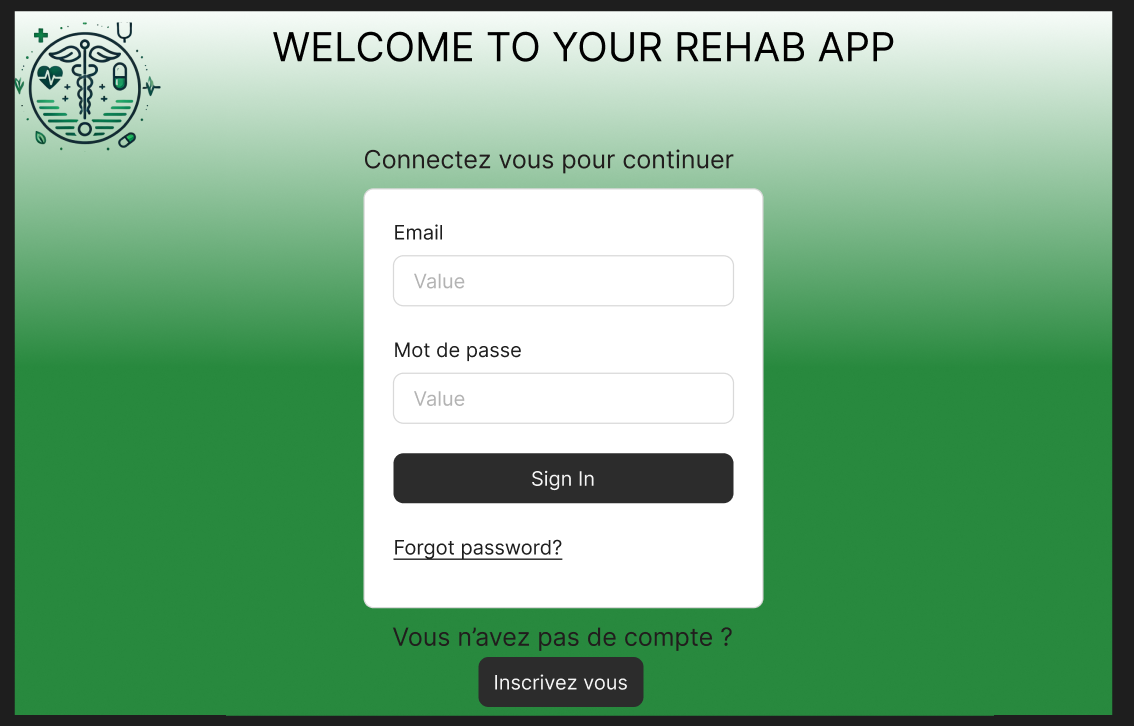 WELCOME TO YOUR REHAB APP
Connectez vous pour continuer
Email
Value
Mot de passe
Value
Sign In
Forgot password?
Vous n’avez pas de compte ?
Inscrivez vous